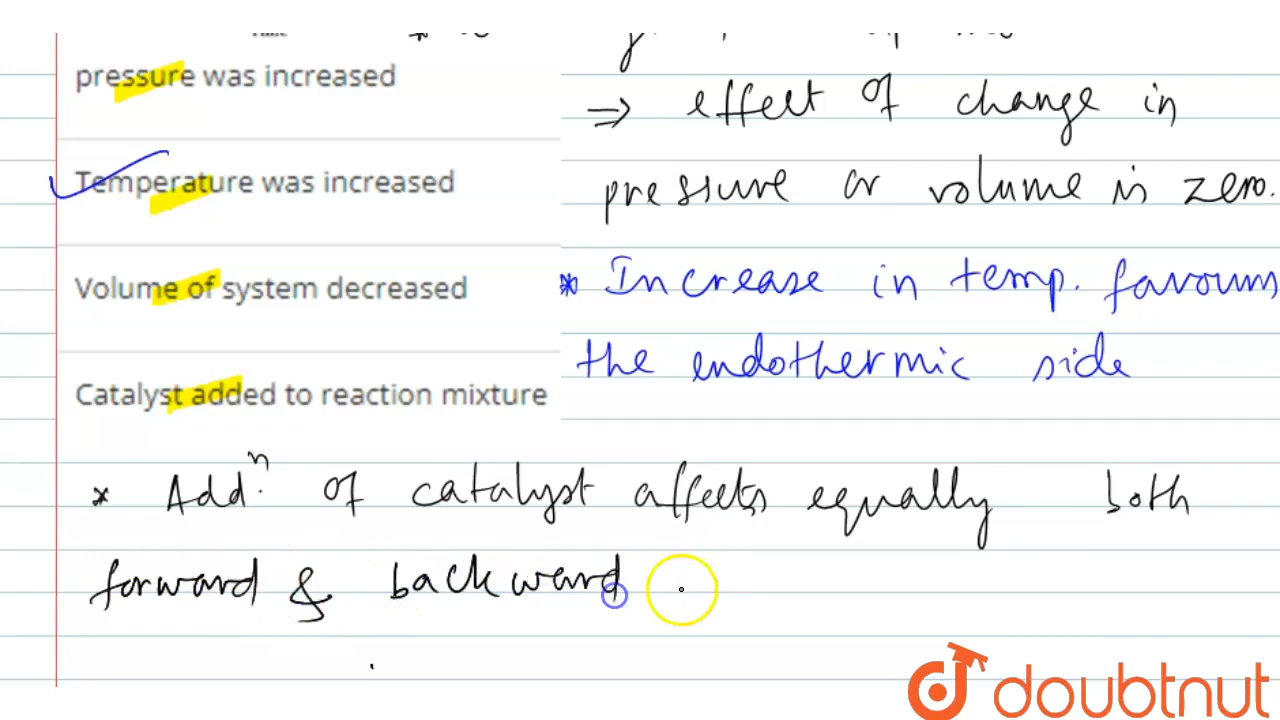 pressure was increased
⇒ effect of change in
Temperature was increased
pressure or volume is zero.
Volume of system decreased
* Increase in temp. favours
the endothermic side
Catalyst added to reaction mixture
* Addⁿ. of catalyst affects equally both
forward & backward
doubtnut